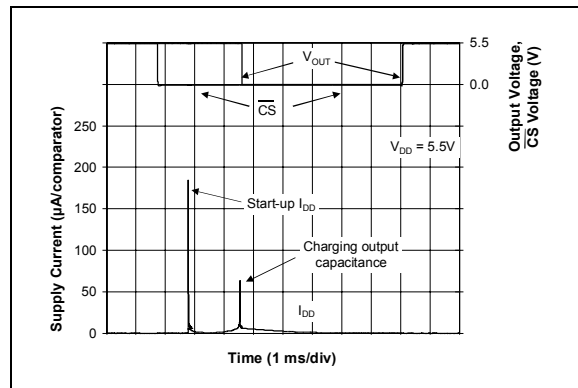 V_OUT
5.5
0.0
Output Voltage,
CS Voltage (V)
CS
V_DD = 5.5V
250
200
150
100
50
0
Supply Current (µA/comparator)
Start-up I_DD
Charging output
capacitance
I_DD
Time (1 ms/div)